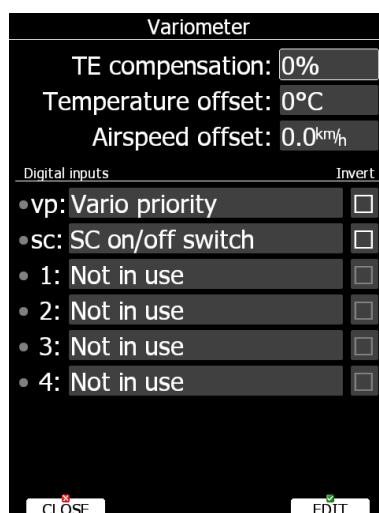 Variometer
TE compensation: 0%
Temperature offset: 0°C
Airspeed offset: 0.0km/h
Digital inputs Invert
vp: Vario priority
sc: SC on/off switch
1: Not in use
2: Not in use
3: Not in use
4: Not in use
CLOSE EDIT